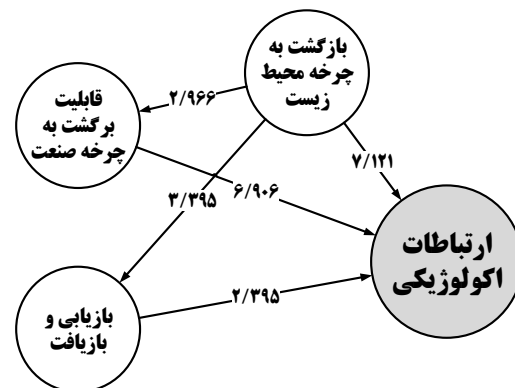 بازگشت به
چرخه محیط
زیست
قابلیت
برگشت به
چرخه صنعت
۲/۹۶۶
۷/۱۲۱
۳/۳۹۵
۶/۹۰۶
ارتباطات
اکولوژیکی
۲/۳۹۵
بازیابی و
بازیافت